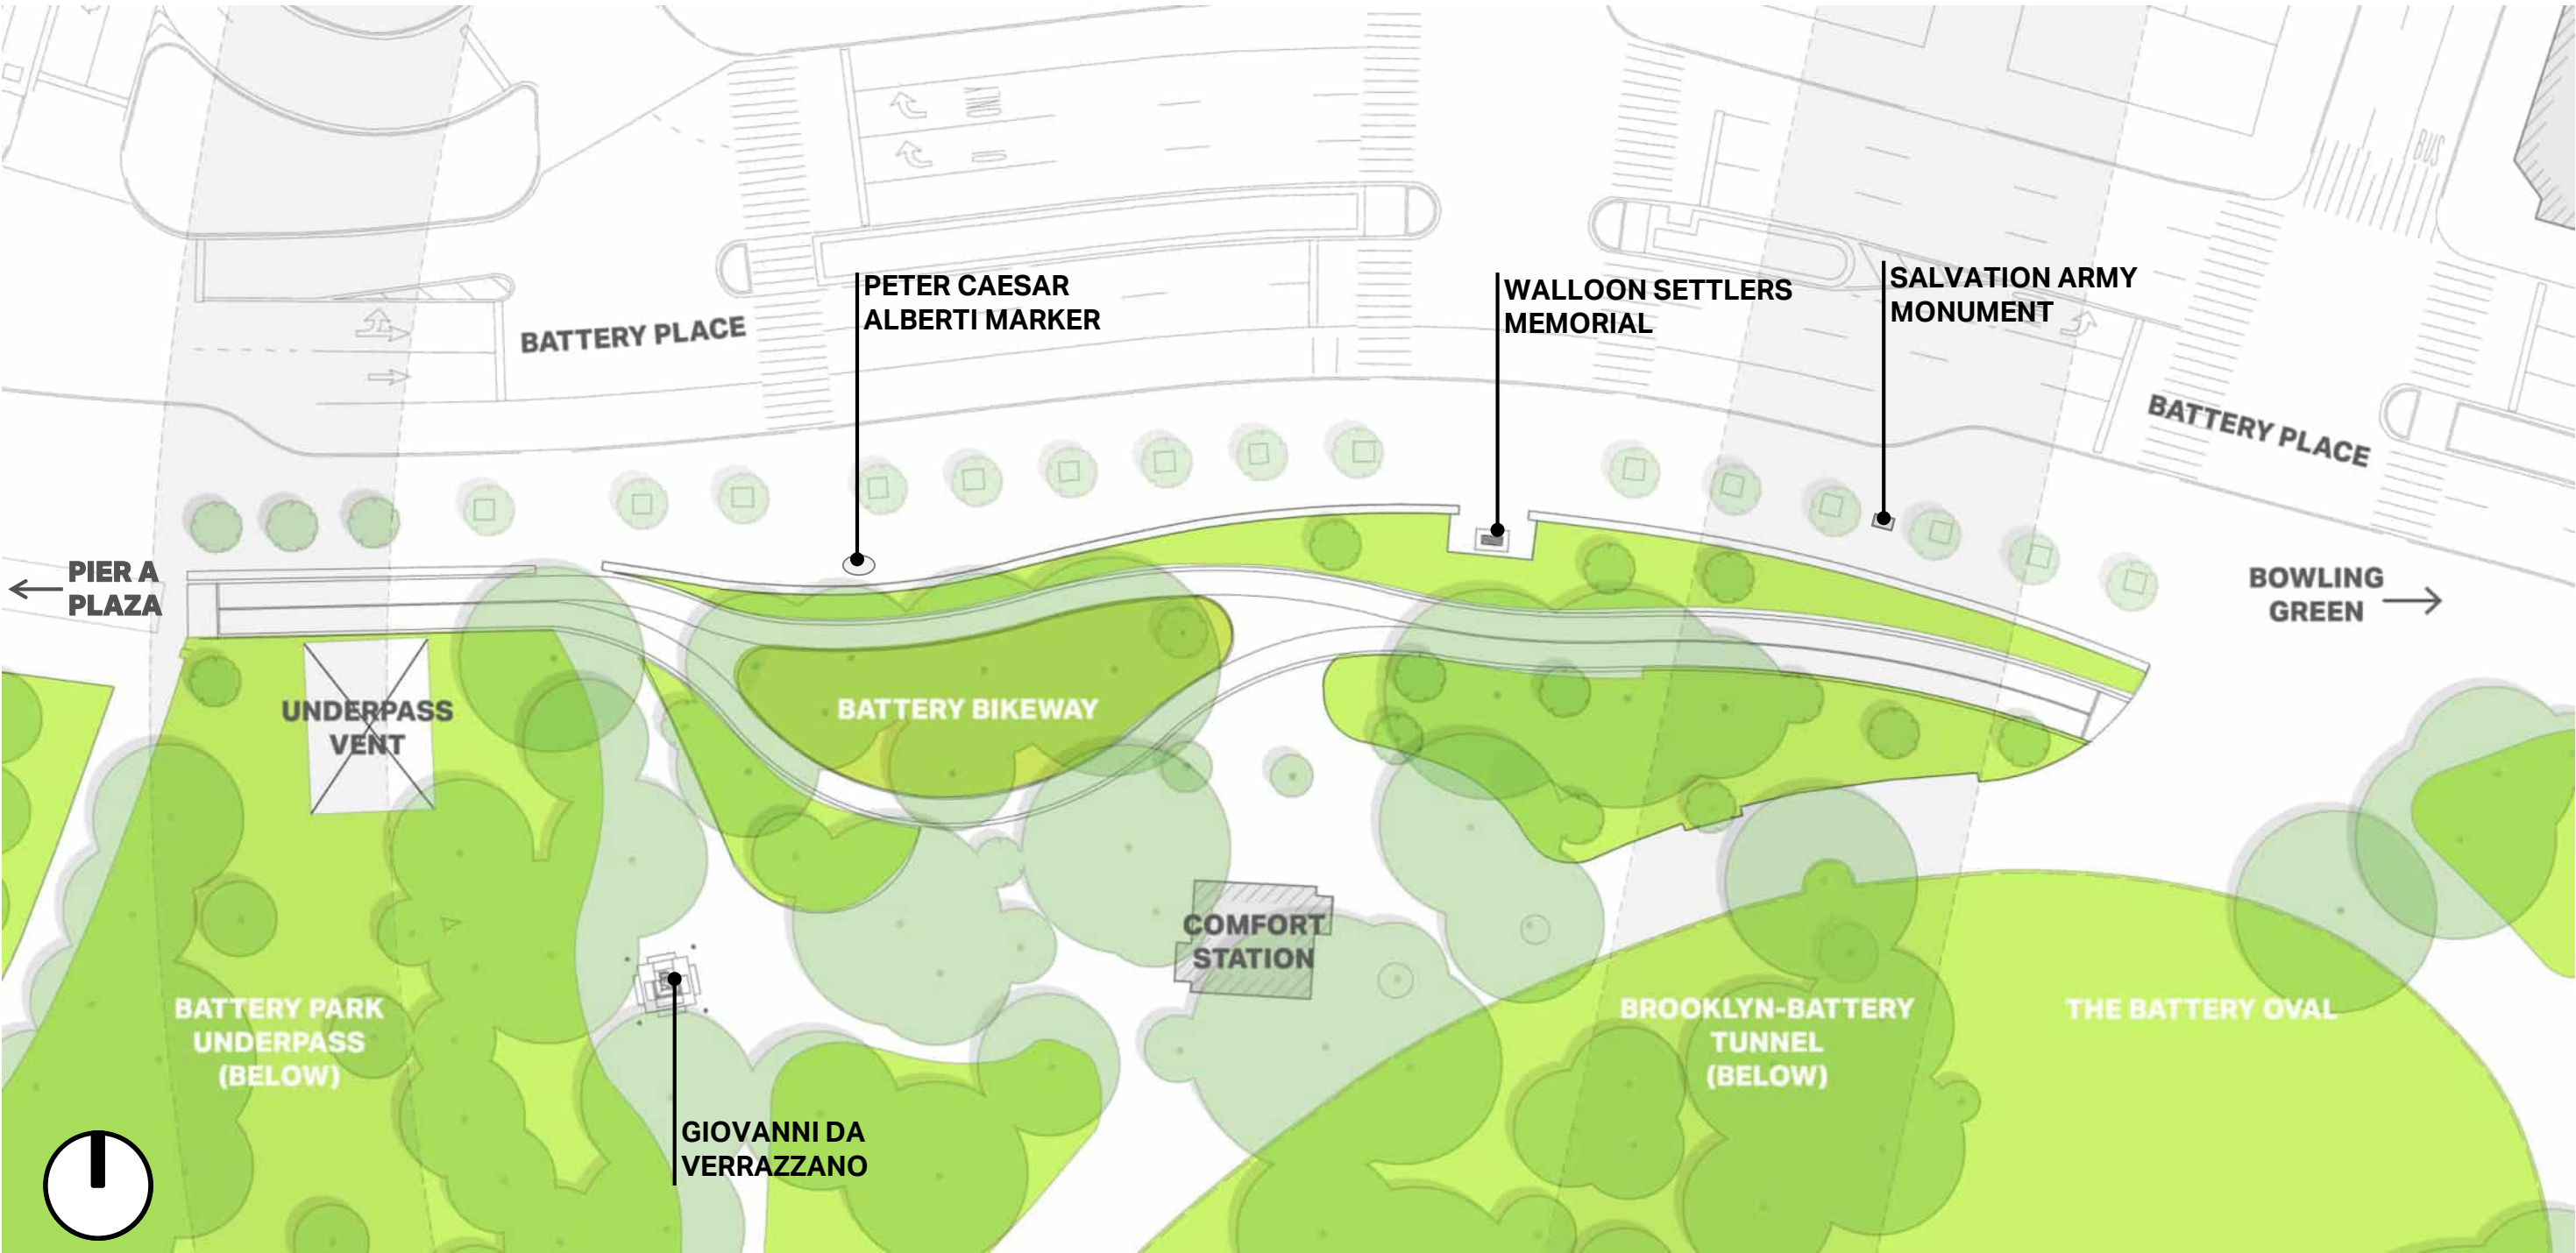 BUS
PETER CAESAR
ALBERTI MARKER
WALLOON SETTLERS
MEMORIAL
SALVATION ARMY
MONUMENT
BATTERY PLACE
BATTERY PLACE
PIER A
PLAZA
BOWLING
GREEN
UNDERPASS
VENT
BATTERY BIKEWAY
COMFORT
STATION
BATTERY PARK
UNDERPASS
(BELOW)
BROOKLYN-BATTERY
TUNNEL
(BELOW)
THE BATTERY OVAL
GIOVANNI DA
VERRAZZANO